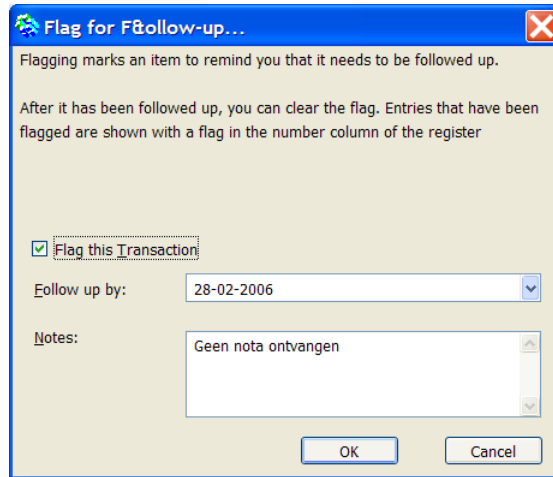 Flag for F&ollow-up...
Flagging marks an item to remind you that it needs to be followed up.
After it has been followed up, you can clear the flag. Entries that have been
flagged are shown with a flag in the number column of the register
Flag this Transaction
Follow up by: 28-02-2006
Notes: Geen nota ontvangen
OK Cancel